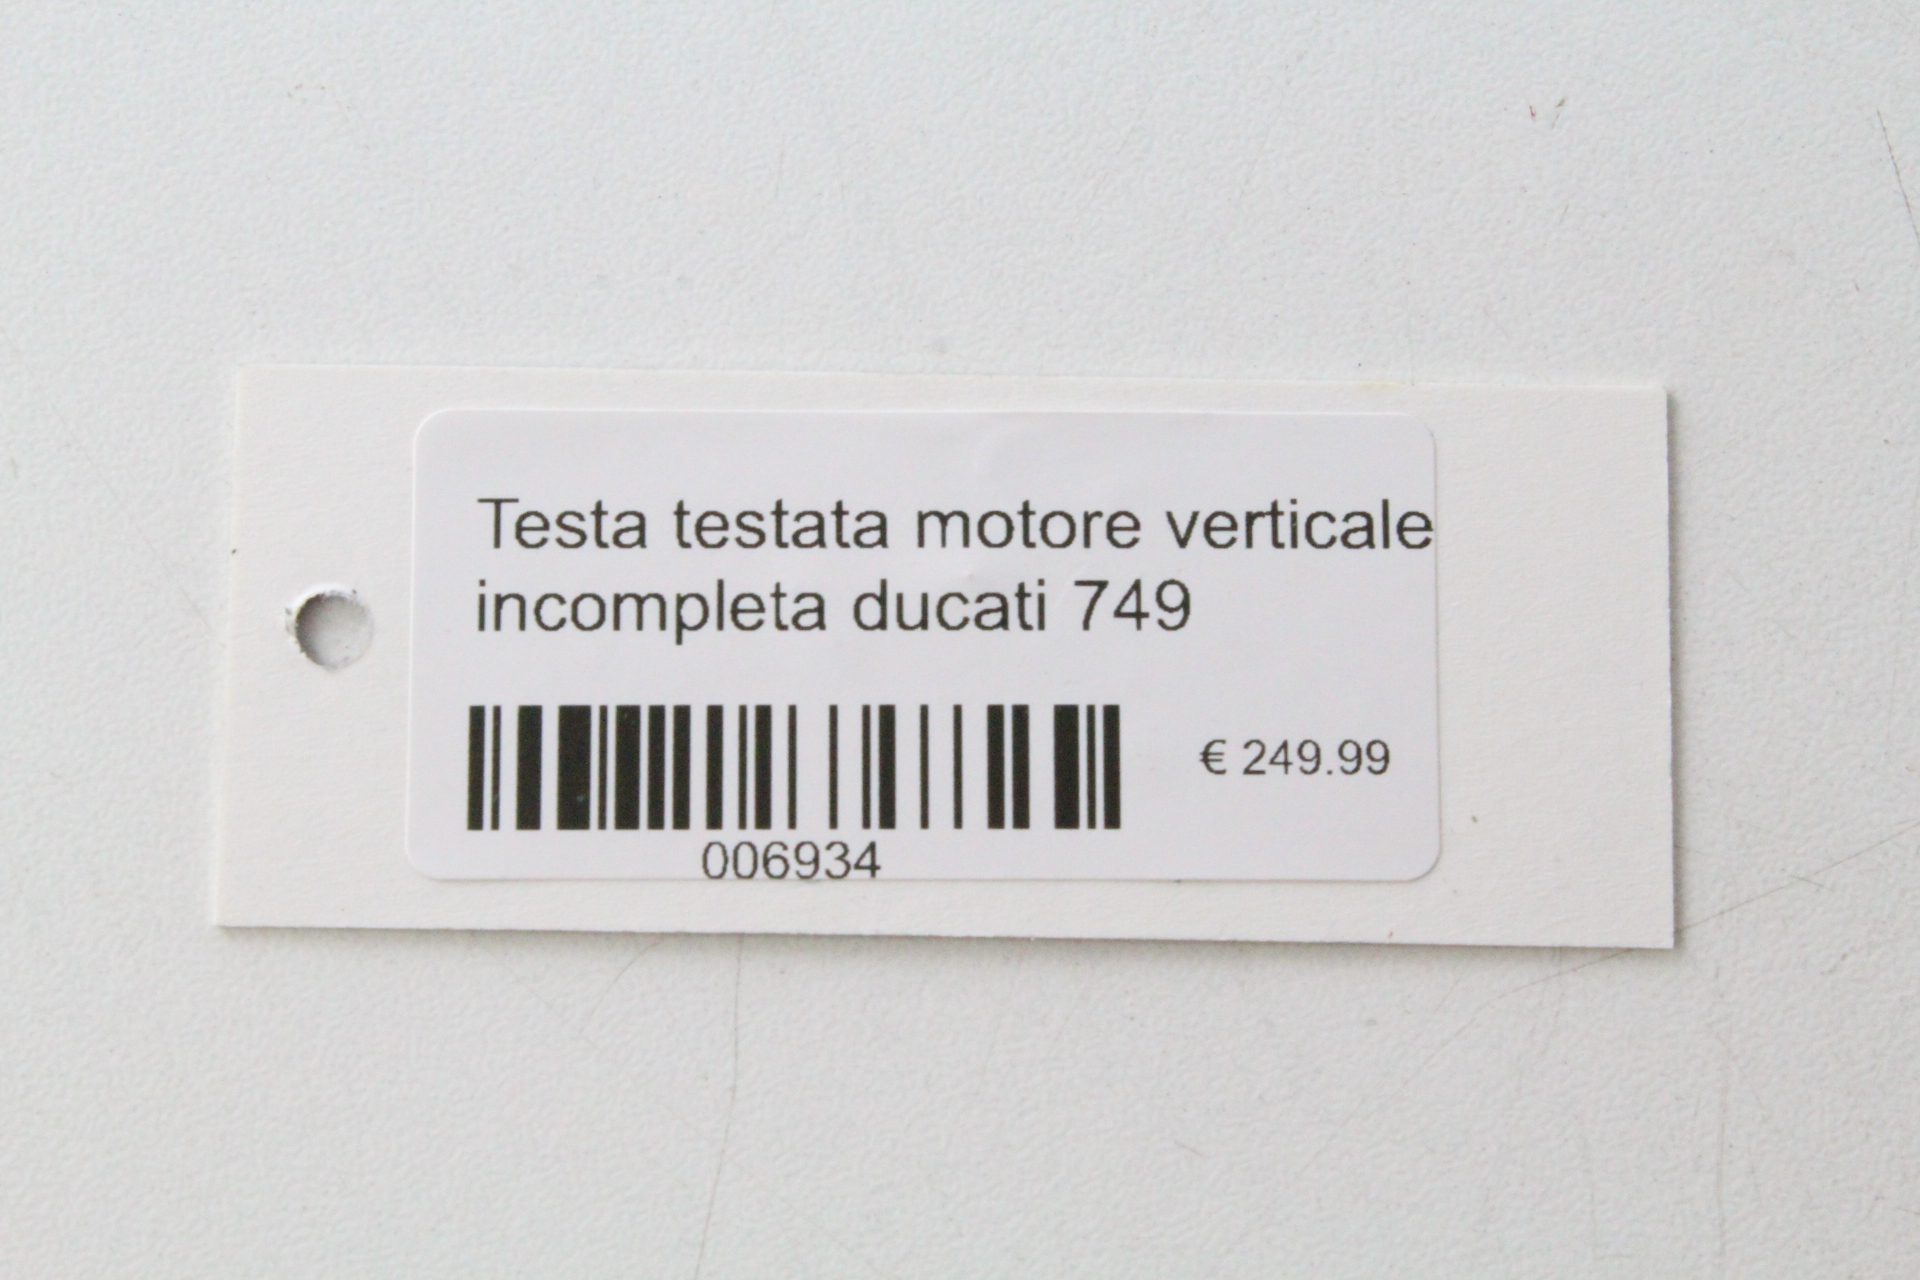 Testa testata motore verticale
incompleta ducati 749
€ 249.99
006934